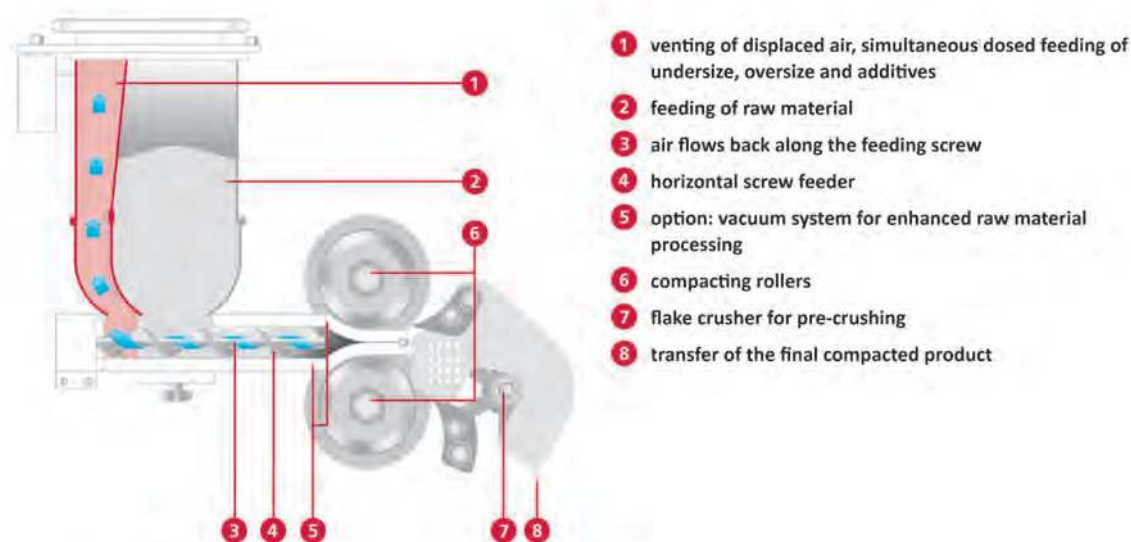 1 venting of displaced air, simultaneous dosed feeding of
undersize, oversize and additives
2 feeding of raw material
3 air flows back along the feeding screw
4 horizontal screw feeder
5 option: vacuum system for enhanced raw material
processing
6 compacting rollers
7 flake crusher for pre-crushing
8 transfer of the final compacted product
1
2
6
3 4 5 7 8